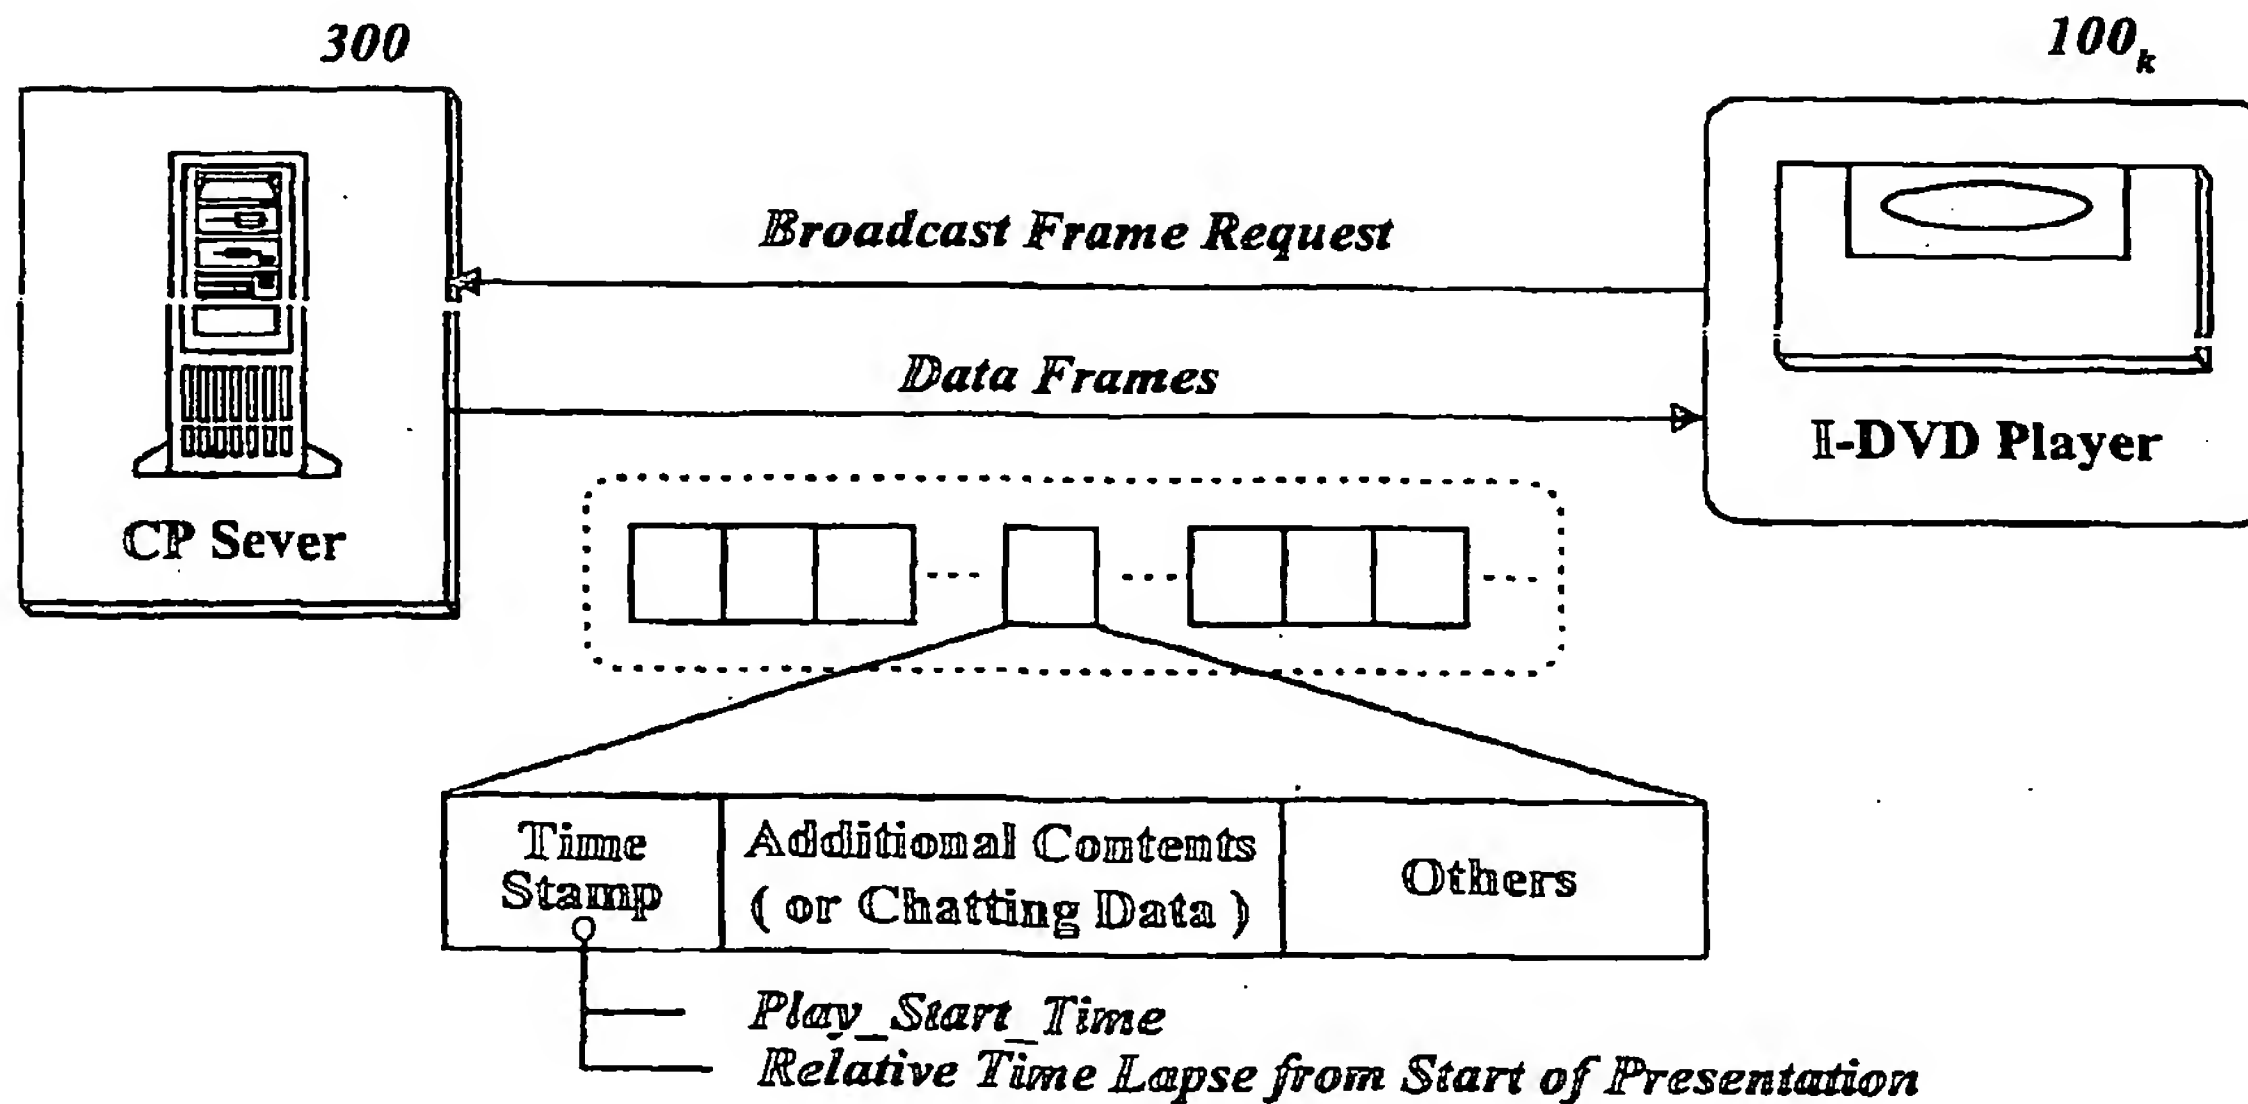 300
100k
Broadcast Frame Request
Data Frames
I-DVD Player
CP Sever
Time
Stamp
Additional Contents
( or Chatting Data )
Others
Play_Start_Time
Relative Time Lapse from Start of Presentation